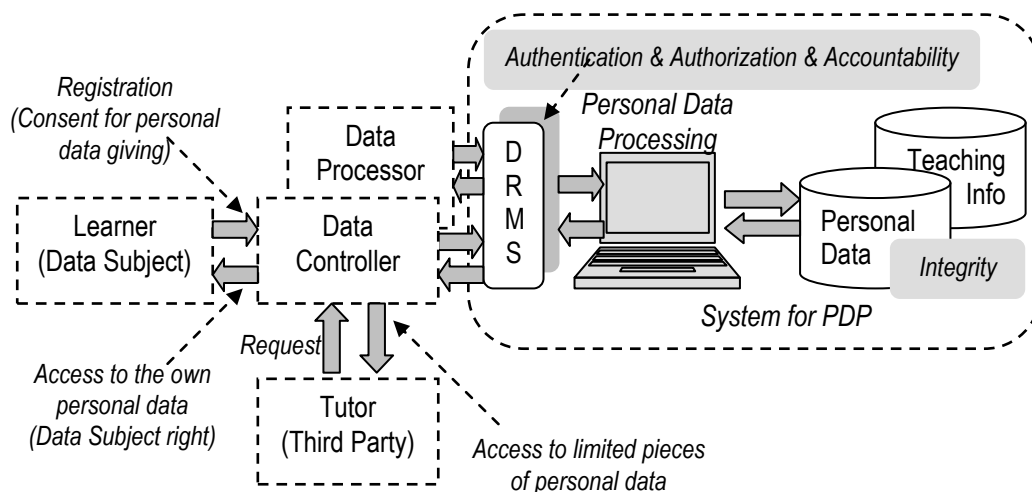 Authentication & Authorization & Accountability
Registration
(Consent for personal
data giving)
Personal Data
Processing
Data
Processor
D
R
M
S
Teaching
Info
Learner
(Data Subject)
Data
Controller
Personal
Data
Integrity
System for PDP
Request
Access to the own
personal data
(Data Subject right)
Tutor
(Third Party)
Access to limited pieces
of personal data